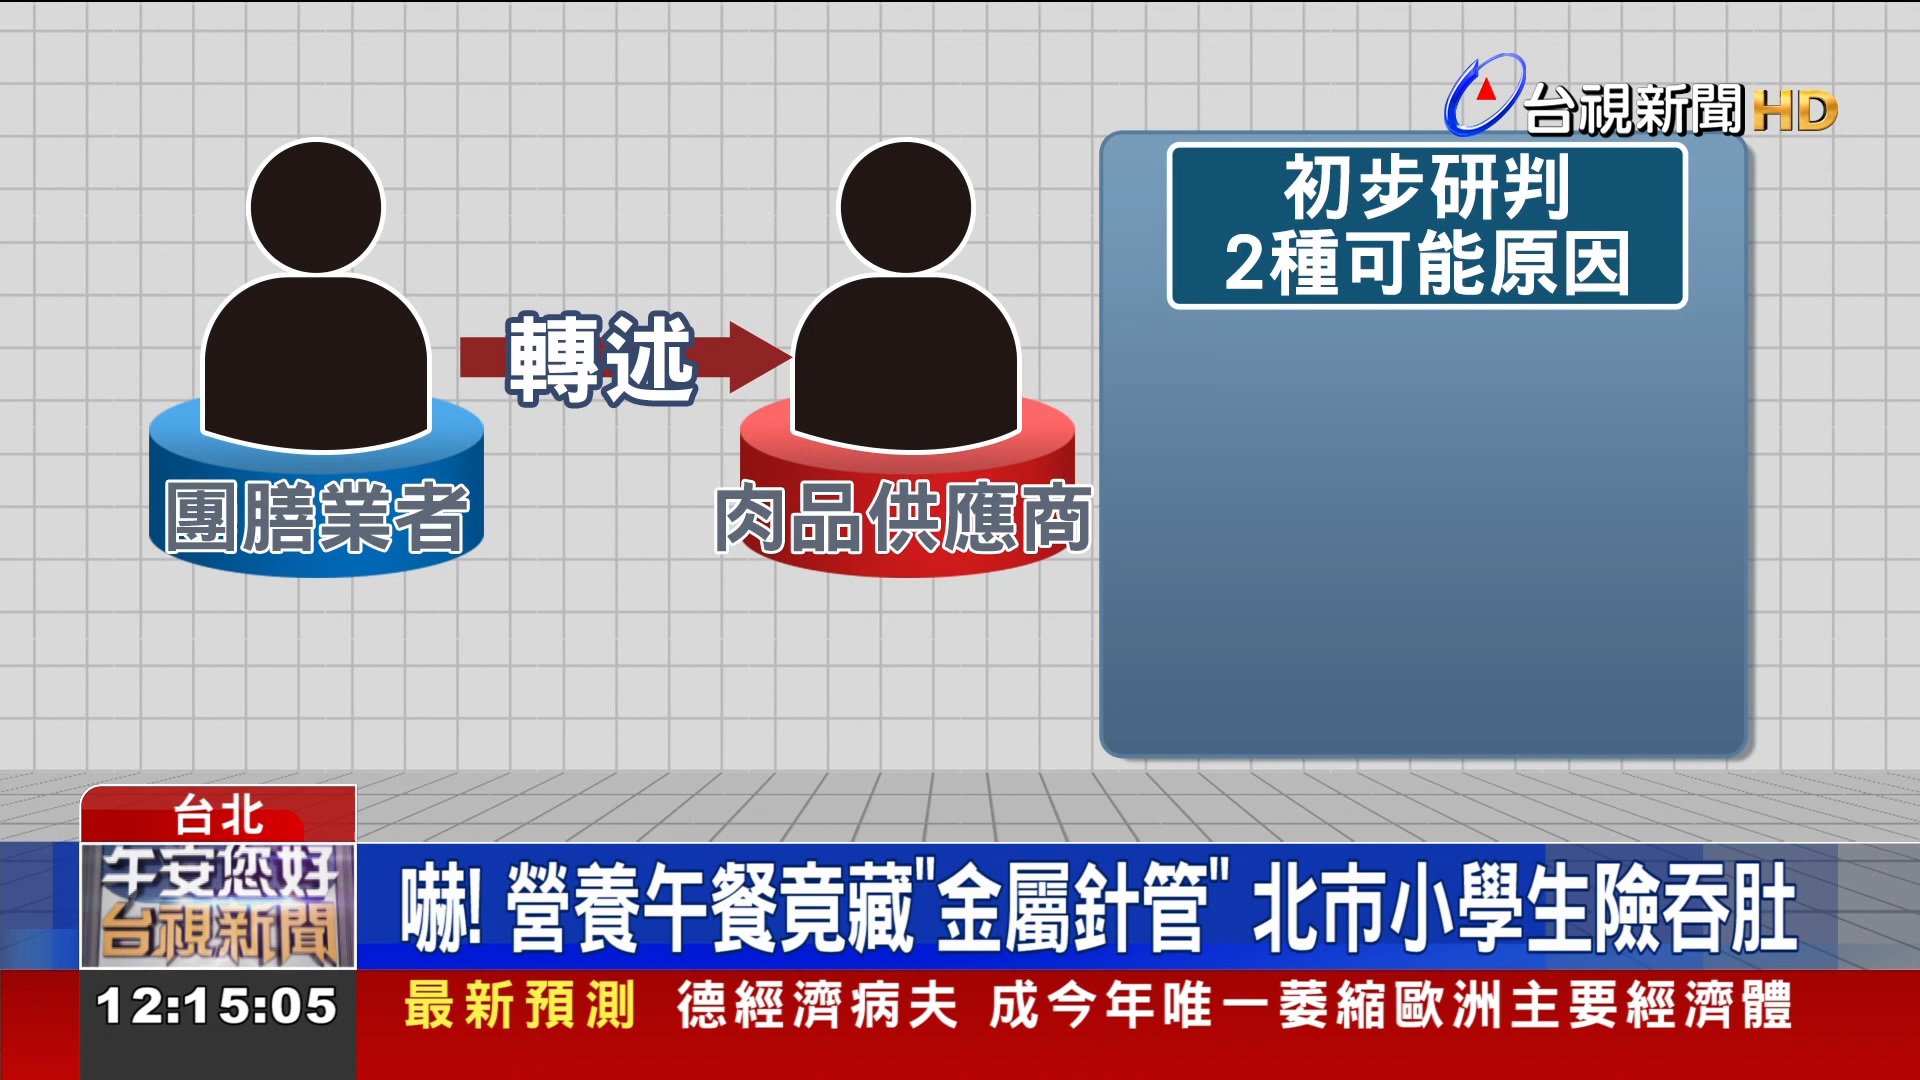 台視新聞HD
初步研判
2種可能原因
轉述
團膳業者
肉品供應商
台北
午安您好
台視新聞
嚇! 營養午餐竟藏"金屬針管" 北市小學生險吞肚
12:15:05
最新預測 德經濟病夫 成今年唯一萎縮歐洲主要經濟體